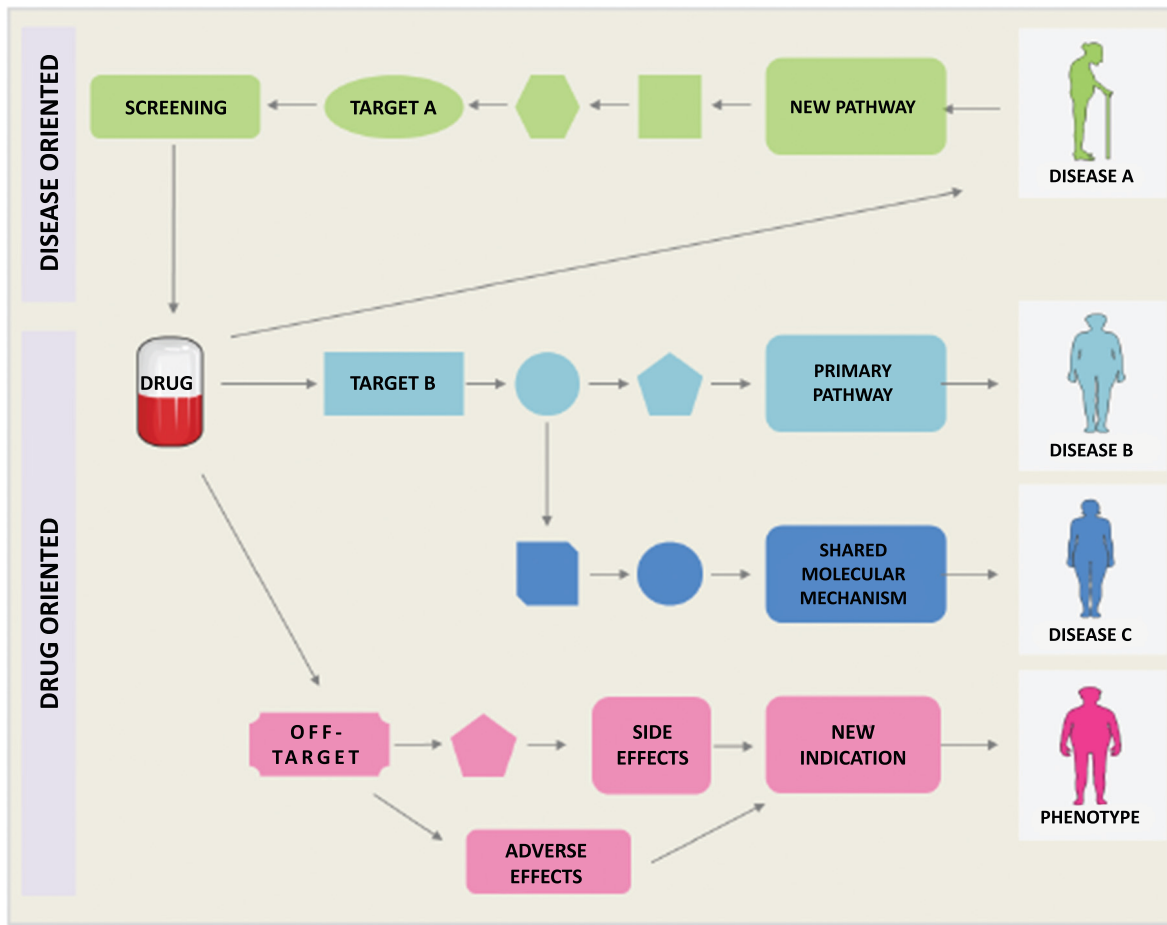 DISEASE ORIENTED
SCREENING
TARGET A
NEW PATHWAY
DISEASE A
DRUG ORIENTED
DRUG
TARGET B
PRIMARY
PATHWAY
DISEASE B
SHARED
MOLECULAR
MECHANISM
DISEASE C
OFF-
TARGET
SIDE
EFFECTS
NEW
INDICATION
PHENOTYPE
ADVERSE
EFFECTS